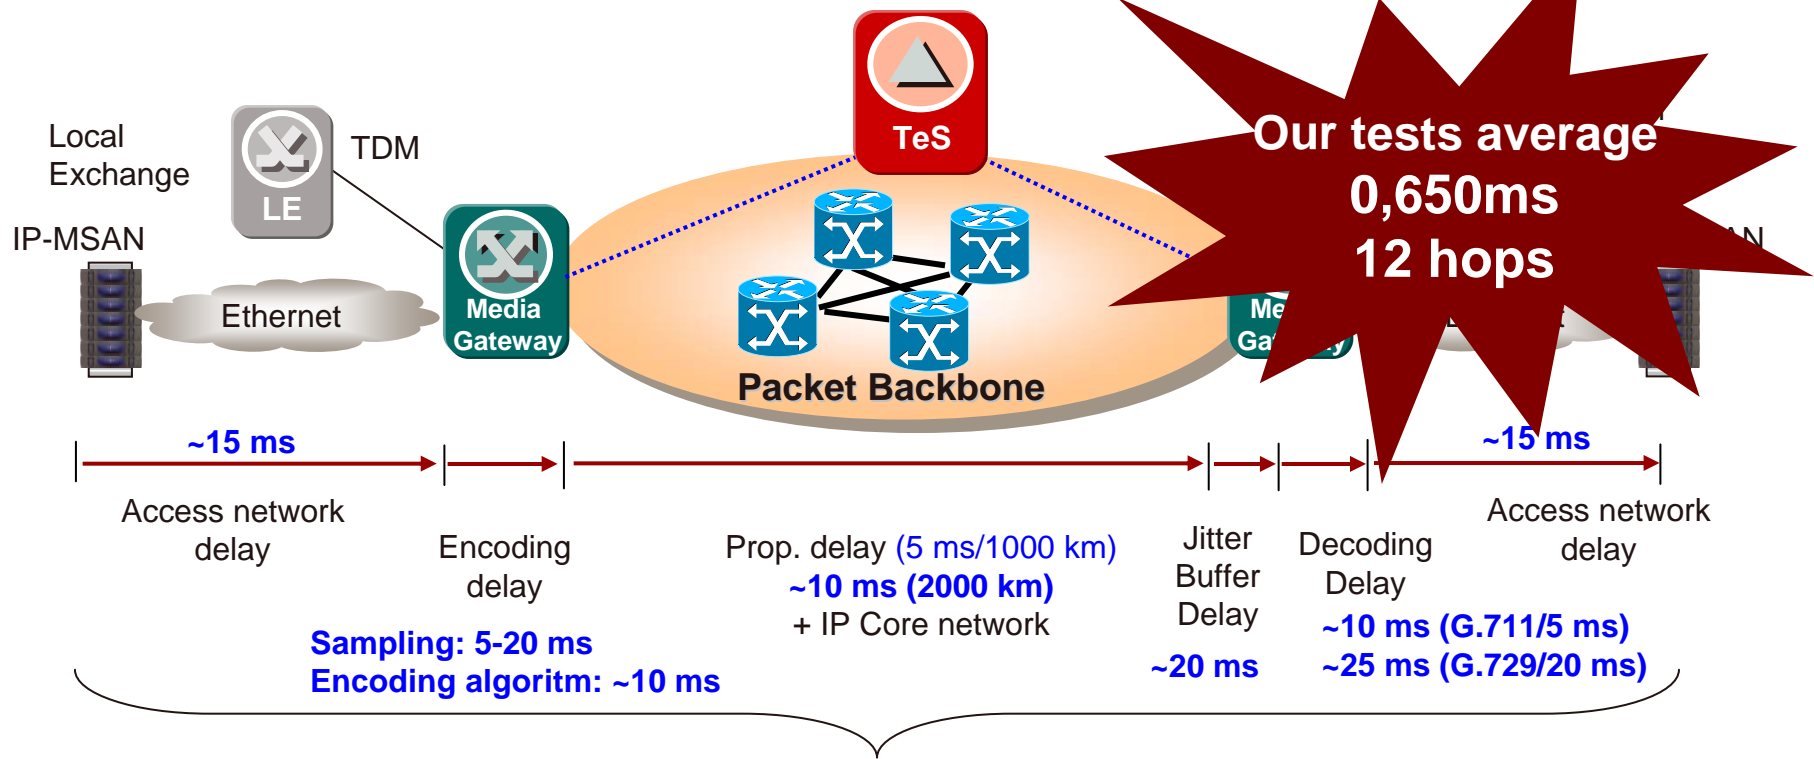 TeS
Our tests average
0,650ms
12 hops
Local
Exchange
TDM
LE
IP-MSAN
Ethernet
Media
Gateway
Packet Backbone
~15 ms
~15 ms
Access network
delay
Encoding
delay
Prop. delay (5 ms/1000 km)
~10 ms (2000 km)
+ IP Core network
Jitter
Buffer
Delay
Decoding
Delay
Access network
delay
Sampling: 5-20 ms
Encoding algoritm: ~10 ms
~20 ms
~10 ms (G.711/5 ms)
~25 ms (G.729/20 ms)